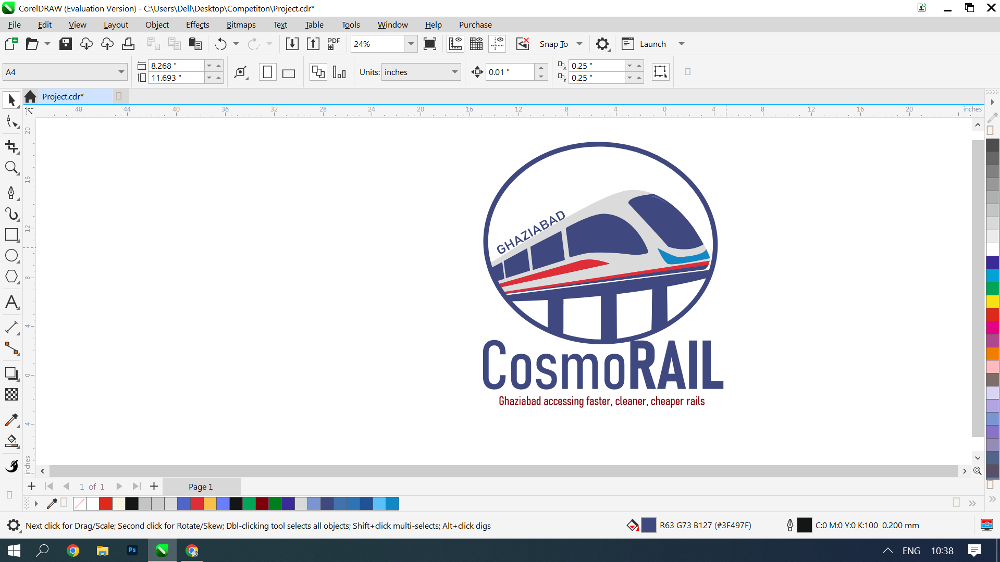 CorelDRAW (Evaluation Version) - C:\Users\Dell\Desktop\Competiton\Project.cdr*
File Edit View Layout Object Effects Bitmaps Text Table Tools Window Help Purchase
PDF 24% Snap To Launch
A4 8.268 " 11.693 " Units: inches 0.01 " 0.25 " 0.25 "
Project.cdr*
48 44 40 36 32 28 24 20 16 12 8 4 0 4 8 12 16 20 inches
20
16
12
8
4
0
4
inches
GHAZIABAD
CosmoRAIL
Ghaziabad accessing faster, cleaner, cheaper rails
1 of 1 Page 1
Next click for Drag/Scale; Second click for Rotate/Skew; Dbl-clicking tool selects all objects; Shift+click multi-selects; Alt+click digs R63 G73 B127 (#3F497F) C:0 M:0 Y:0 K:100 0.200 mm
Ps ENG 10:38